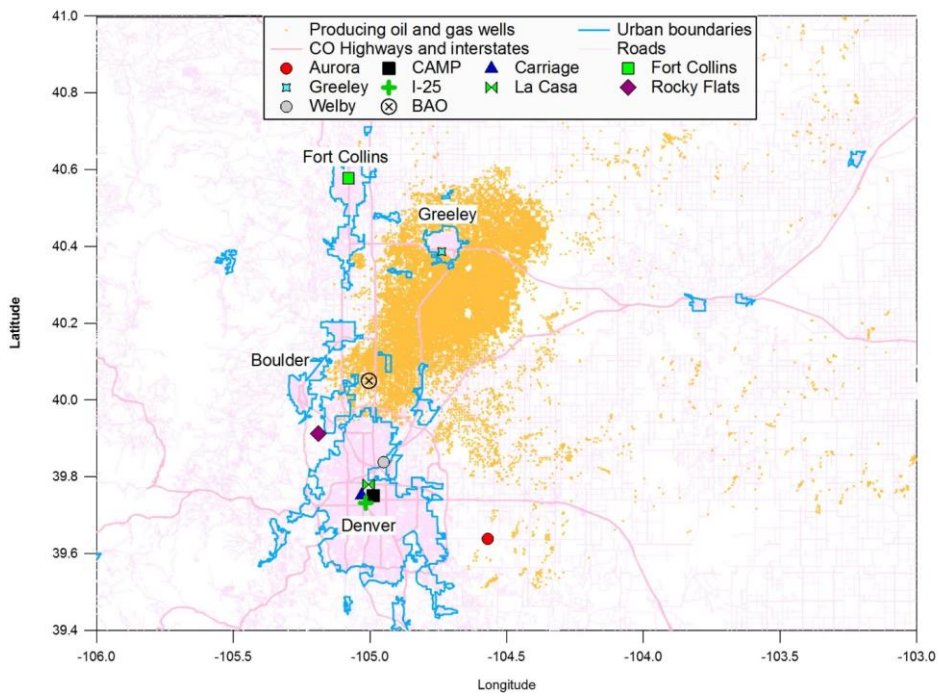 41.0
Producing oil and gas wells Urban boundaries
CO Highways and interstates Roads
Aurora CAMP Carriage Fort Collins
Greeley I-25 La Casa Rocky Flats
Welby BAO
40.8
Fort Collins
40.6
Greeley
40.4
40.2
Boulder
40.0
39.8
Denver
39.6
39.4
Latitude
-106.0 -105.5 -105.0 -104.5 -104.0 -103.5 -103.0
Longitude